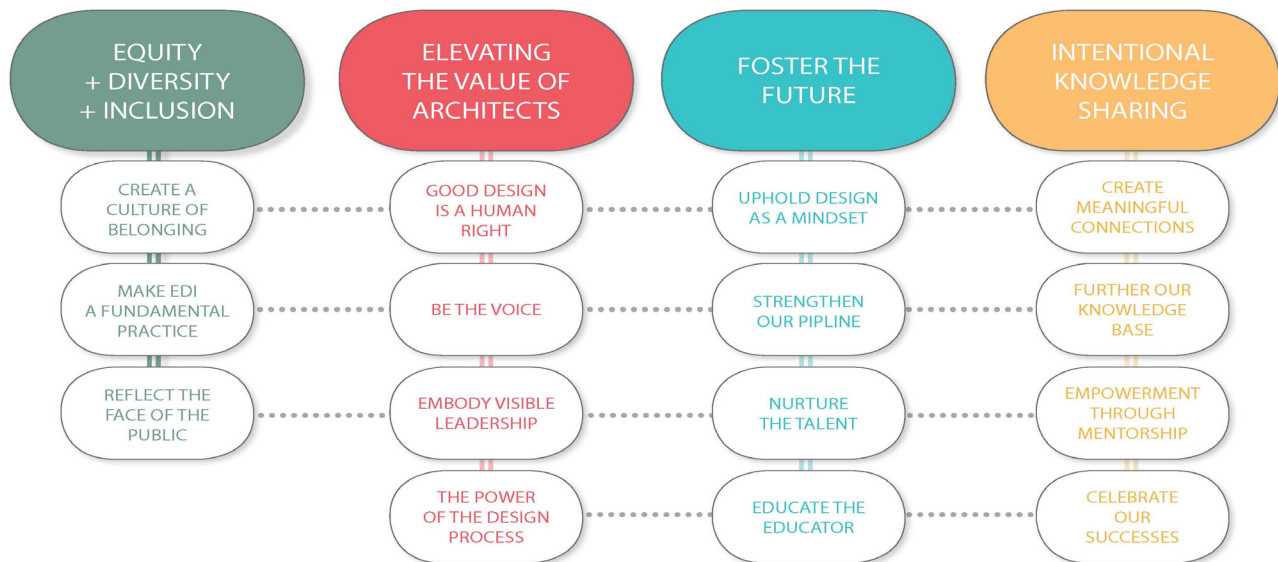 EQUITY
+ DIVERSITY
+ INCLUSION
ELEVATING
THE VALUE OF
ARCHITECTS
FOSTER THE
FUTURE
INTENTIONAL
KNOWLEDGE
SHARING
CREATE A
CULTURE OF
BELONGING
GOOD DESIGN
IS A HUMAN
RIGHT
UPHOLD DESIGN
AS A MINDSET
CREATE
MEANINGFUL
CONNECTIONS
MAKE EDI
A FUNDAMENTAL
PRACTICE
BE THE VOICE
STRENGTHEN
OUR PIPLINE
FURTHER OUR
KNOWLEDGE
BASE
REFLECT THE
FACE OF THE
PUBLIC
EMBODY VISIBLE
LEADERSHIP
NURTURE
THE TALENT
EMPOWERMENT
THROUGH
MENTORSHIP
THE POWER
OF THE DESIGN
PROCESS
EDUCATE THE
EDUCATOR
CELEBRATE
OUR
SUCCESSES